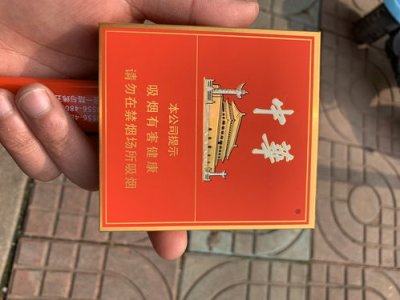 中華
本公司提示
吸烟有害健康
请勿在禁烟场所吸烟